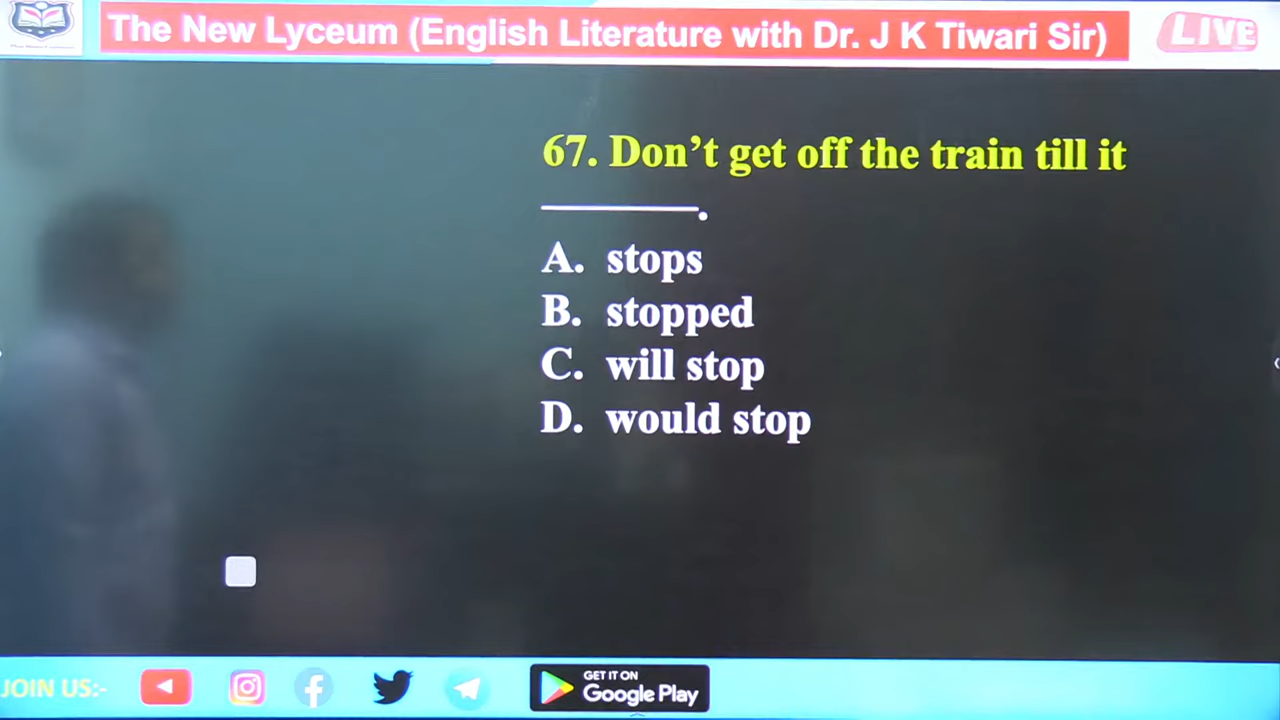 The New Lyceum (English Literature with Dr. J K Tiwari Sir)
LIVE
67. Don’t get off the train till it
________.
A. stops
B. stopped
C. will stop
D. would stop
JOIN US:-
GET IT ON
Google Play